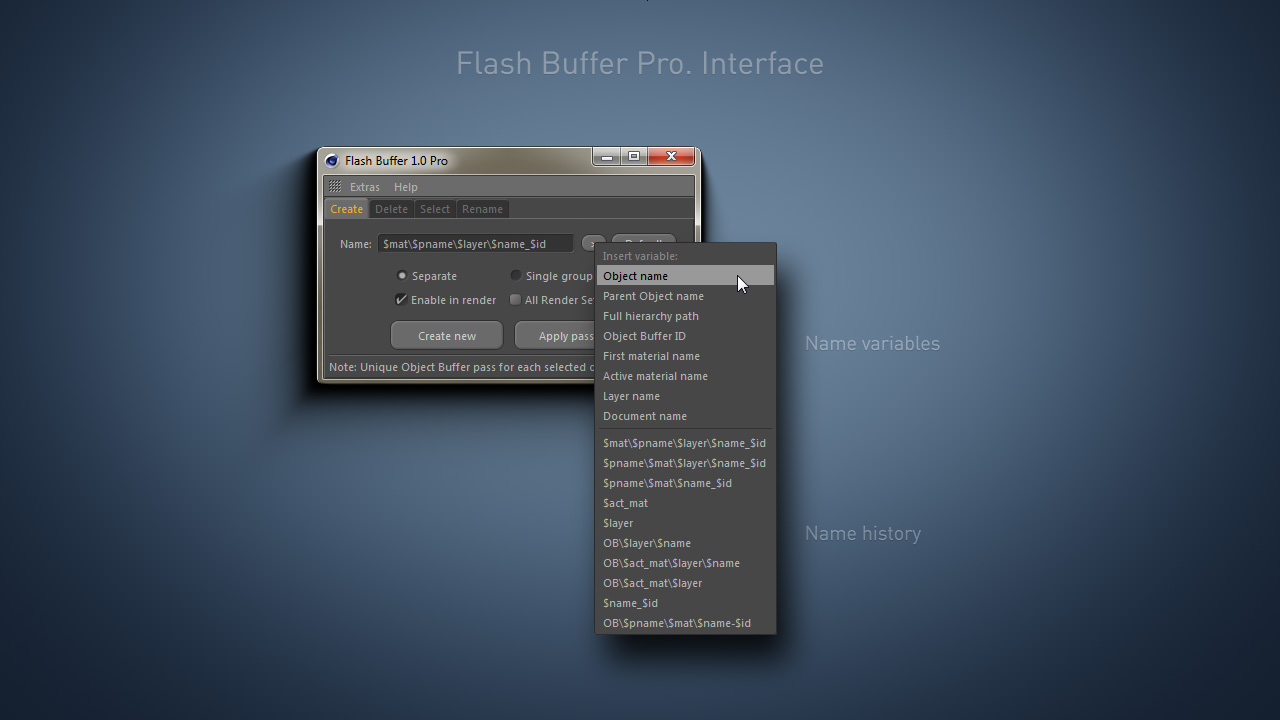 Flash Buffer Pro. Interface
Flash Buffer 1.0 Pro
Extras Help
Create Delete Select Rename
Name: $mat\$pname\$layer\$name_$id
Separate Single group
Enable in render All Render
Create new Apply pass
Note: Unique Object Buffer pass for each selected
Insert variable:
Object name
Parent Object name
Full hierarchy path
Object Buffer ID
First material name
Active material name
Layer name
Document name
Name variables
$mat\$pname\$layer\$name_$id
$pname\$mat\$layer\$name_$id
$pname\$mat\$name_$id
$act_mat
$layer
OB\$layer\$name
OB\$act_mat\$layer\$name
OB\$act_mat\$layer
$name_$id
OB\$pname\$mat\$name-$id
Name history